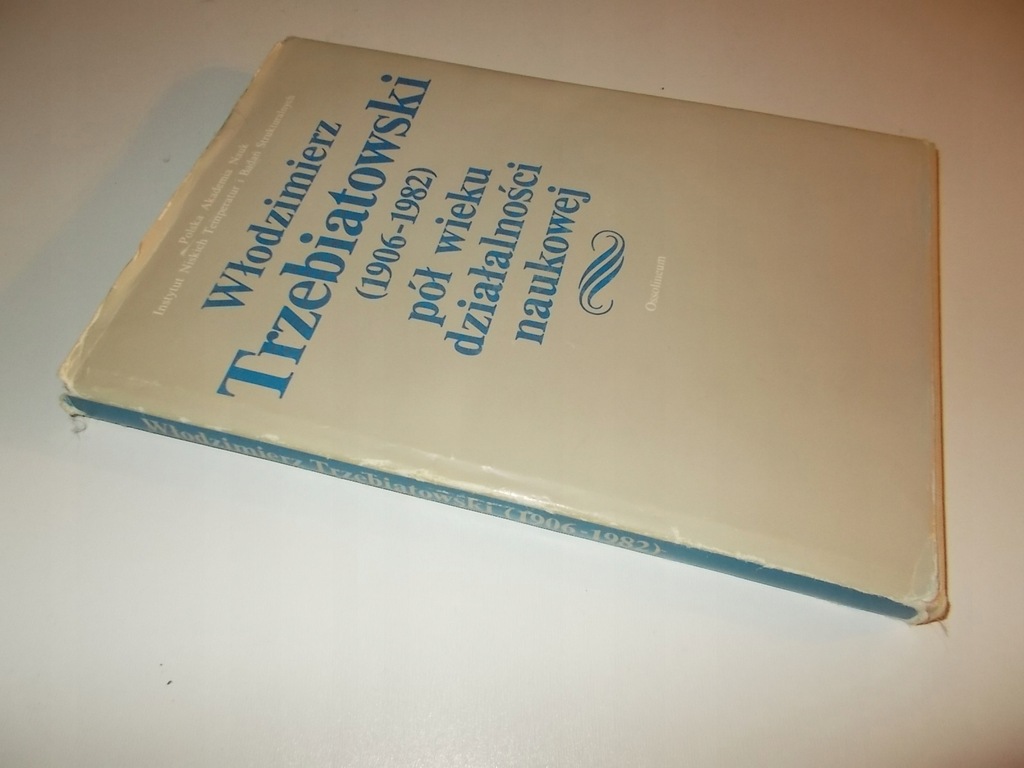 Polska Akademia Nauk
Instytut Niskich Temperatur i Badań Strukturalnych
Włodzimierz
Trzebiatowski
(1906-1982)
pół wieku
działalności
naukowej
Ossolineum
Włodzimierz Trzebiatowski (1906-1982)